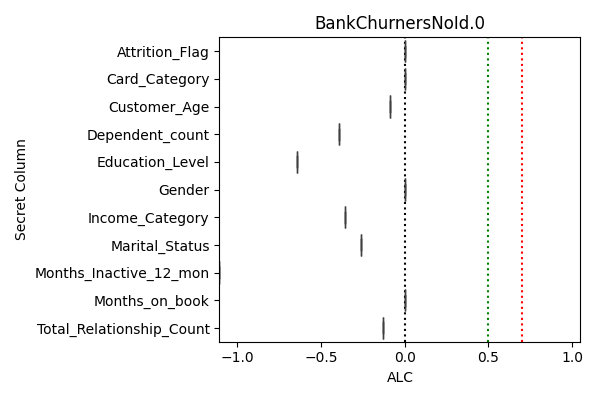 BankChurnersNoId.0
Secret Column
Attrition_Flag
Card_Category
Customer_Age
Dependent_count
Education_Level
Gender
Income_Category
Marital_Status
Months_Inactive_12_mon
Months_on_book
Total_Relationship_Count
−1.0 −0.5 0.0 0.5 1.0
ALC